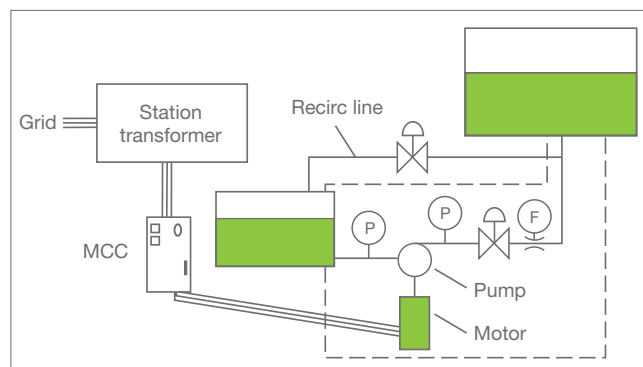 Station
transformer
Grid
Recirc line
MCC
P
P
F
Pump
Motor